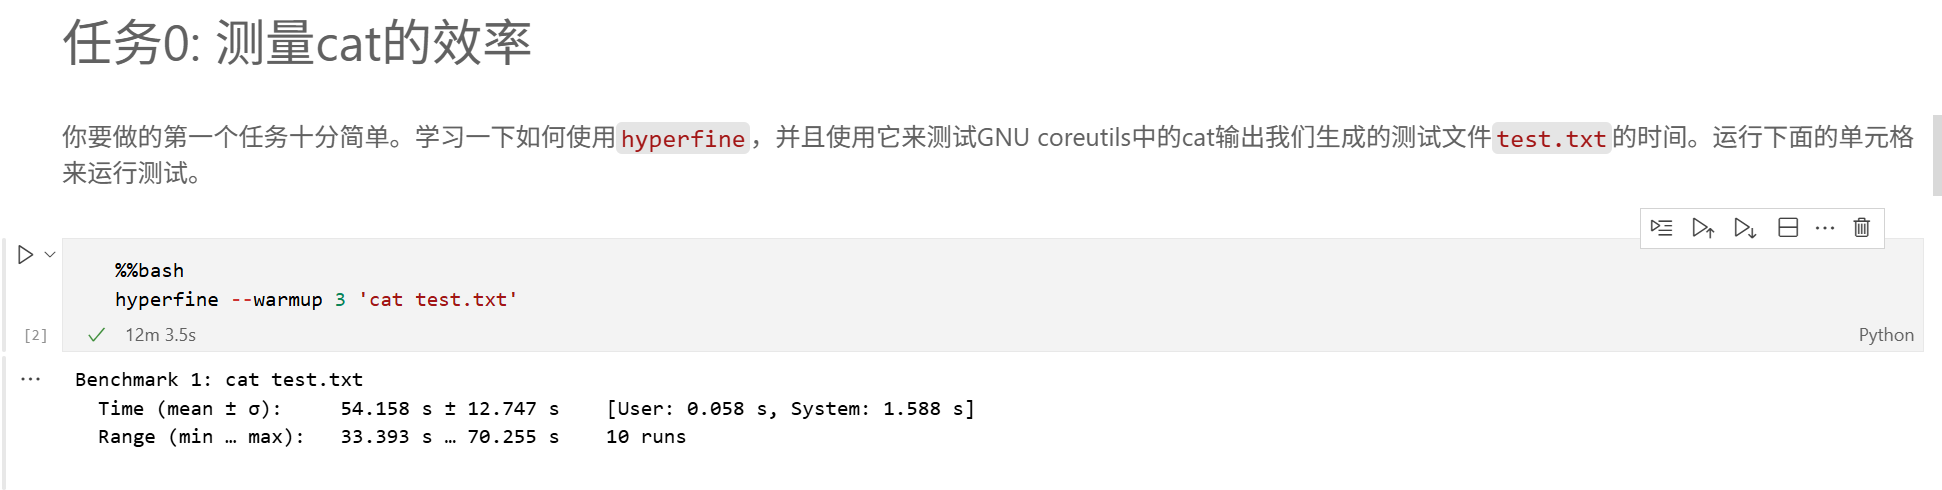 任务0: 测量cat的效率
你要做的第一个任务十分简单。学习一下如何使用hyperfine，并且使用它来测试GNU coreutils中的cat输出我们生成的测试文件test.txt的时间。运行下面的单元格
来运行测试。
%%bash
hyperfine --warmup 3 'cat test.txt'
[2]
12m 3.5s
Python
Benchmark 1: cat test.txt
Time (mean ± σ): 54.158 s ± 12.747 s [User: 0.058 s, System: 1.588 s]
Range (min … max): 33.393 s … 70.255 s 10 runs